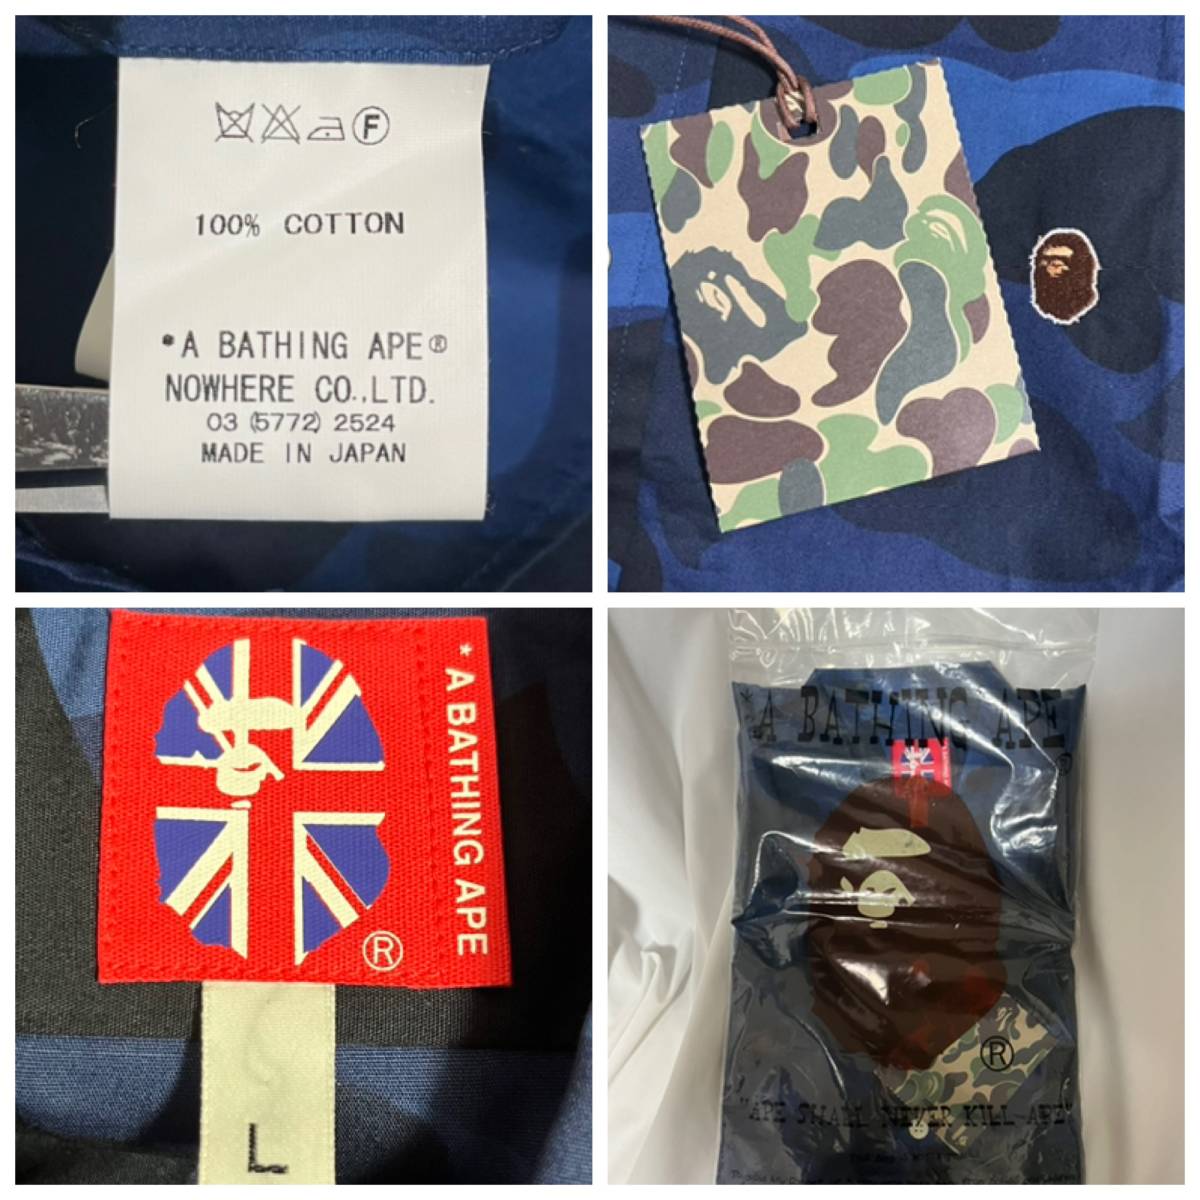 F
100% COTTON
*A BATHING APE®
NOWHERE CO.,LTD.
03 (5772) 2524
MADE IN JAPAN
* A BATHING APE
®
L
*A BATHING APE
®
®
"APE SHALL NEVER KILL APE"